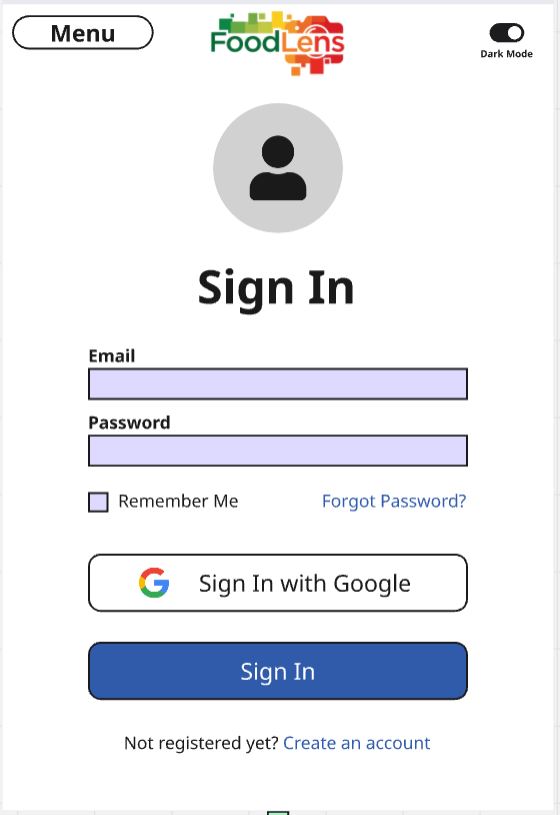 Menu
FoodLens
Dark Mode
Sign In
Email
Password
Remember Me
Forgot Password?
Sign In with Google
Sign In
Not registered yet? Create an account